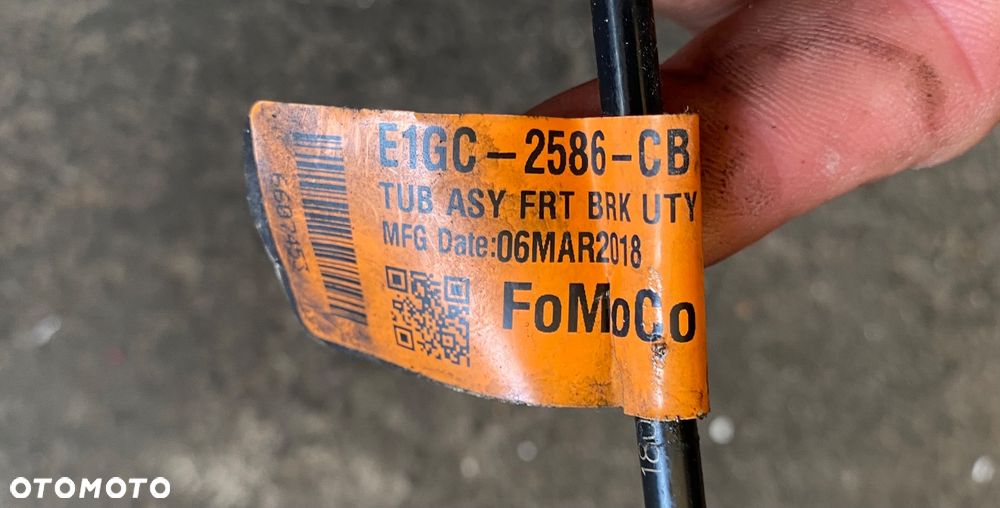 E1GC-2586-CB
TUB ASY FRT BRK UTY
MFG Date:06MAR2018
FoMoCo
OTOMOTO